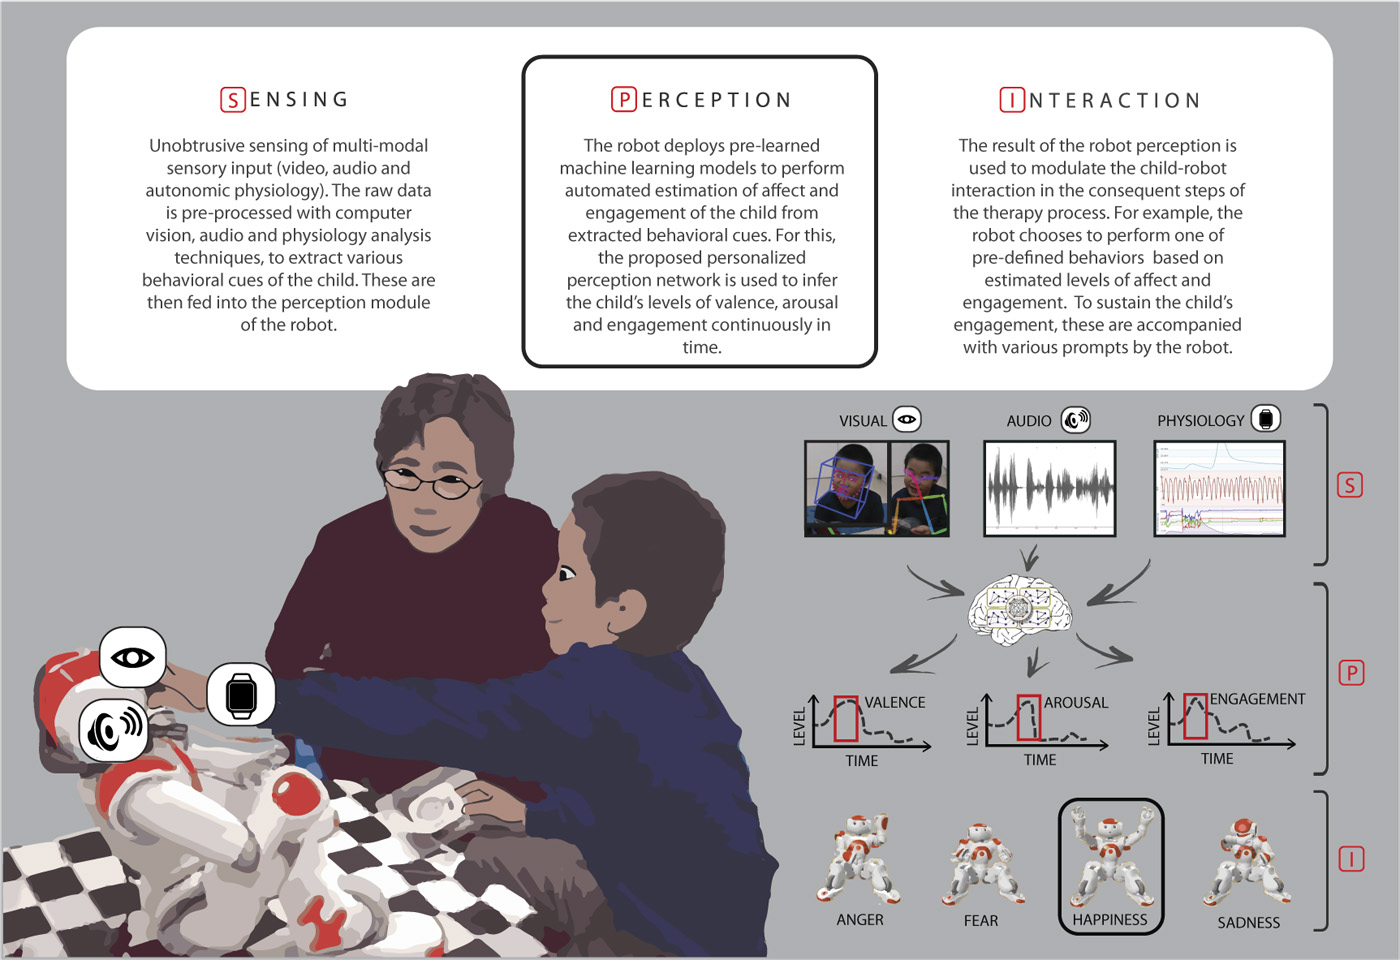 SENSING
Unobtrusive sensing of multi-modal
sensory input (video, audio and
autonomic physiology). The raw data
is pre-processed with computer
vision, audio and physiology analysis
techniques, to extract various
behavioral cues of the child. These are
then fed into the perception module
of the robot.
PERCEPTION
The robot deploys pre-learned
machine learning models to perform
automated estimation of affect and
engagement of the child from
extracted behavioral cues. For this,
the proposed personalized
perception network is used to infer
the child's levels of valence, arousal
and engagement continuously in
time.
INTERACTION
The result of the robot perception is
used to modulate the child-robot
interaction in the consequent steps of
the therapy process. For example, the
robot chooses to perform one of
pre-defined behaviors based on
estimated levels of affect and
engagement. To sustain the child's
engagement, these are accompanied
with various prompts by the robot.
VISUAL
AUDIO
PHYSIOLOGY
S
P
LEVEL
VALENCE
TIME
LEVEL
AROUSAL
TIME
LEVEL
ENGAGEMENT
TIME
I
ANGER
FEAR
HAPPINESS
SADNESS